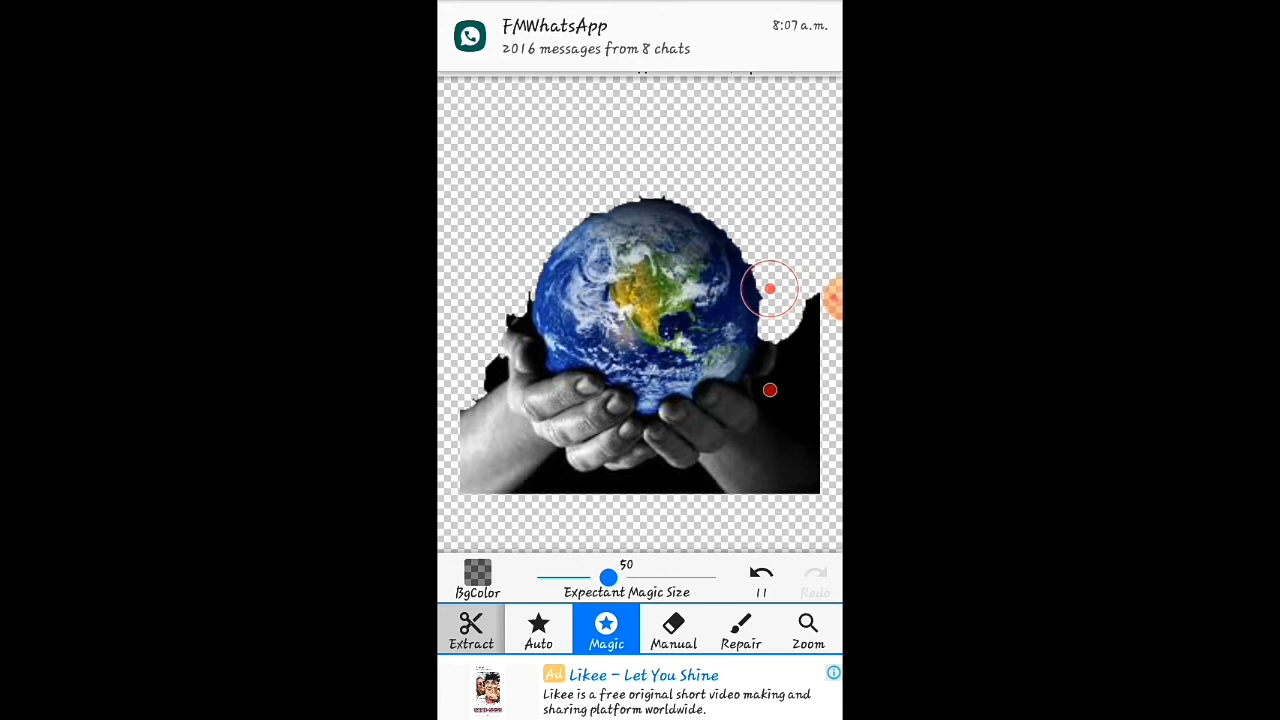 FMWhatsApp
8:07 a.m.
2016 messages from 8 chats
50
BgColor
Expectant Magic Size
11
Redo
Extract
Auto
Magic
Manual
Repair
Zoom
Ad Likee - Let You Shine
Likee is a free original short video making and
sharing platform worldwide.